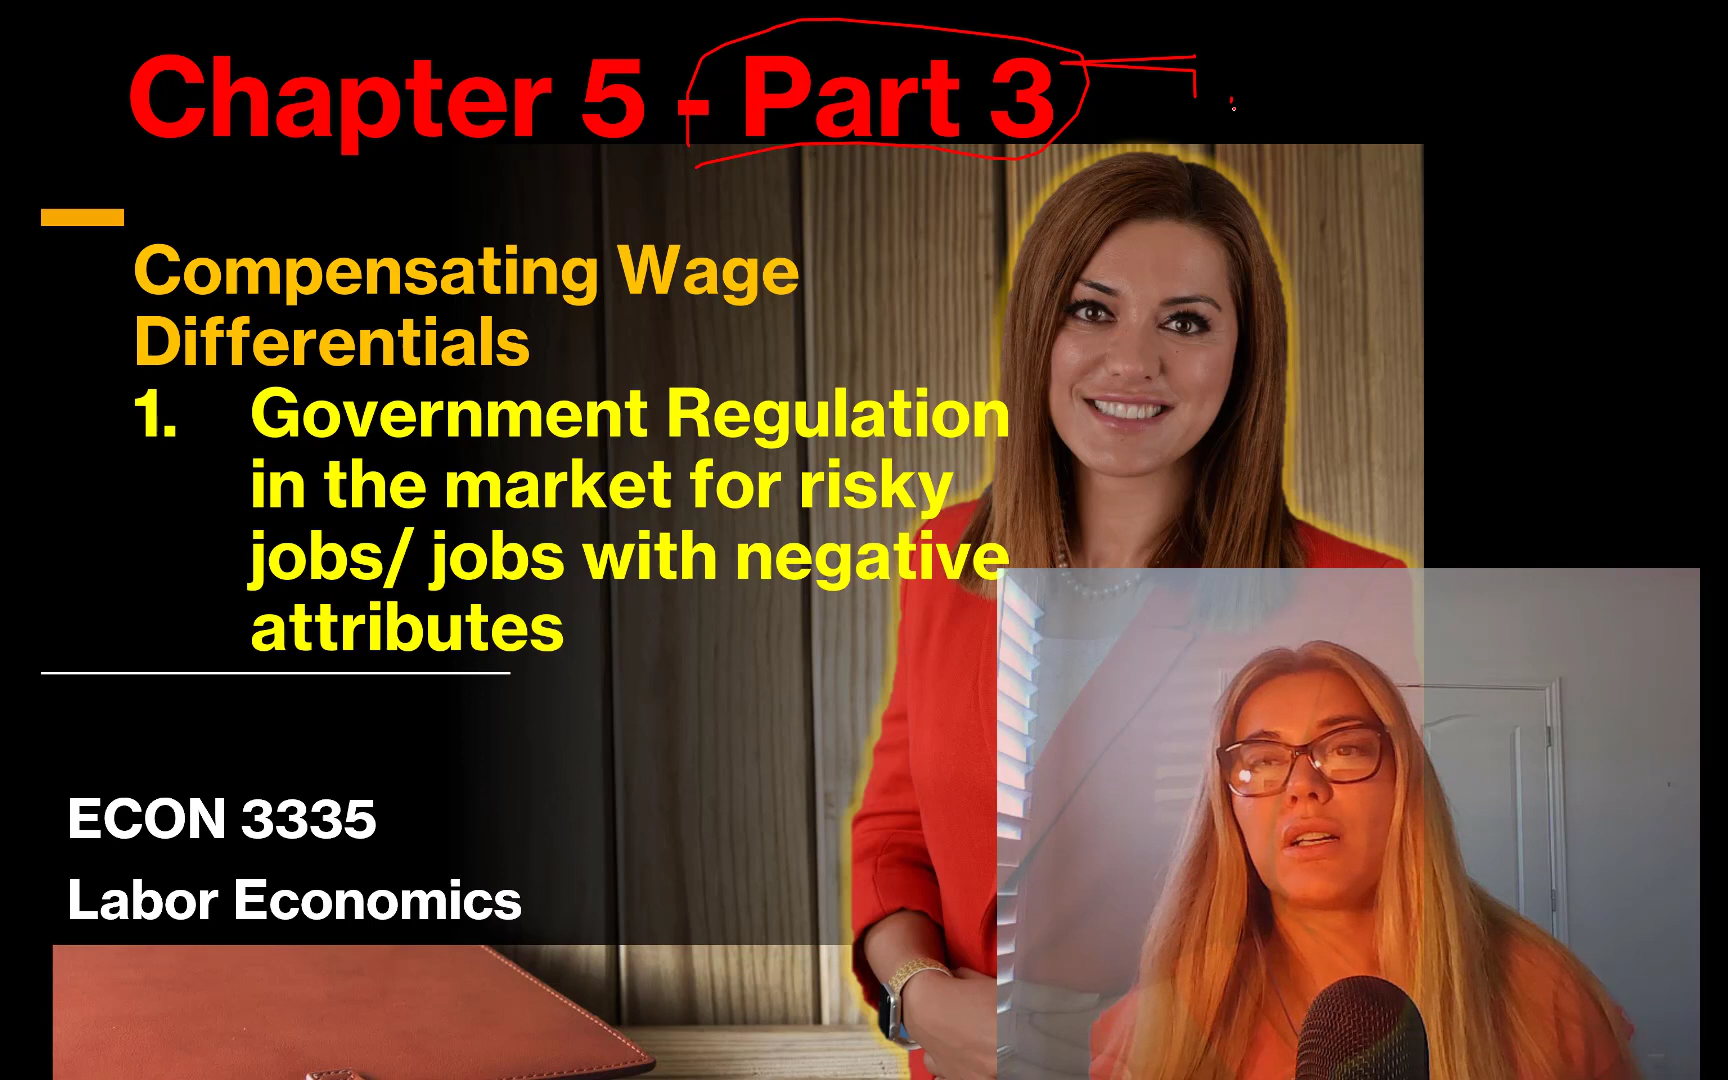 Chapter 5 - Part 3
Compensating Wage
Differentials
1. Government Regulation
in the market for risky
jobs/ jobs with negative
attributes
ECON 3335
Labor Economics